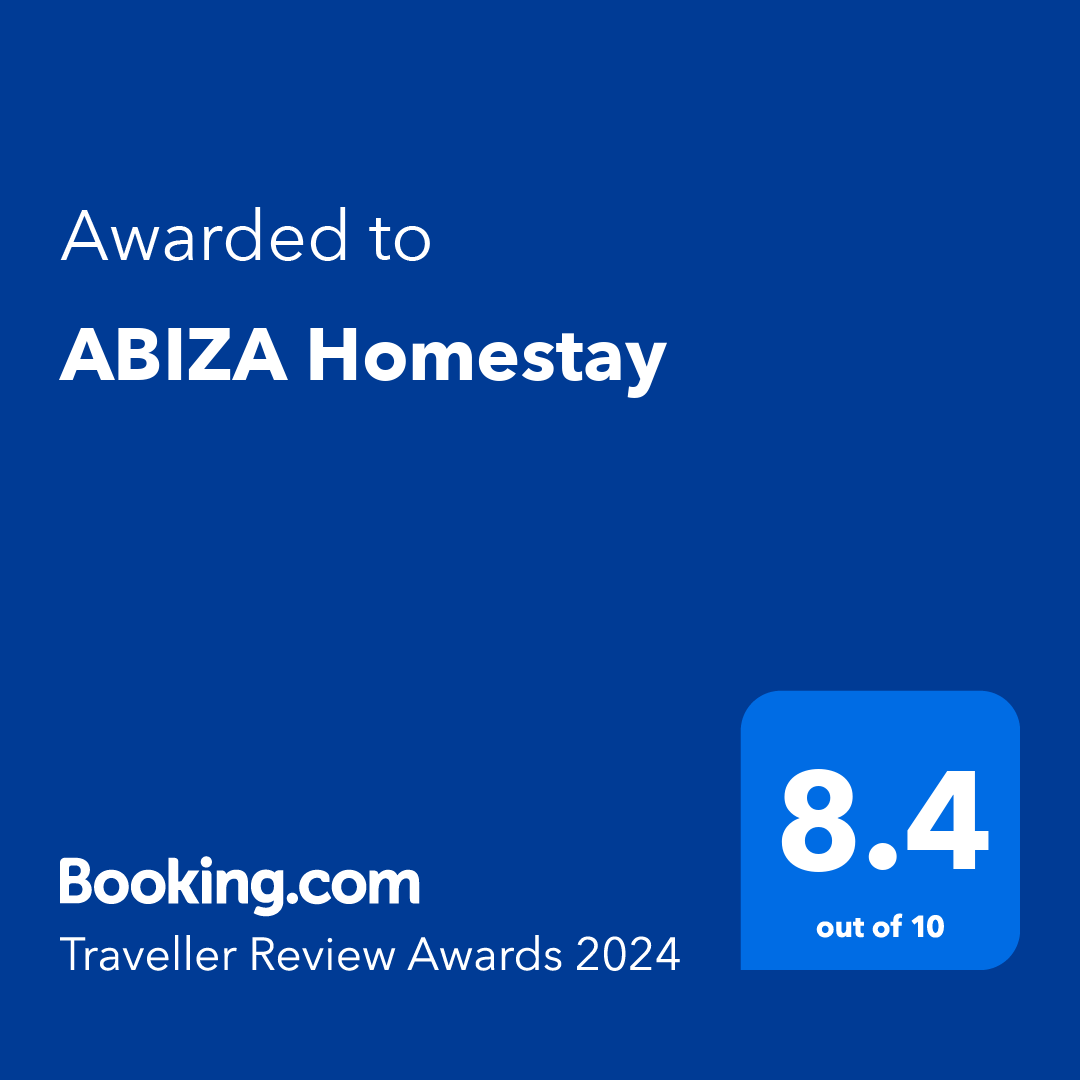 Awarded to
ABIZA Homestay
8.4
out of 10
Booking.com
Traveller Review Awards 2024